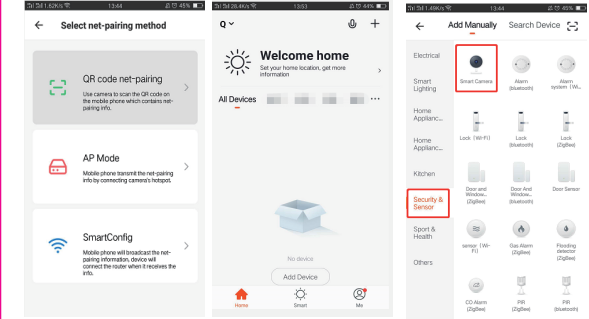 1.62K/s 13:44 45%
Select net-pairing method
QR code net-pairing
Use camera to scan the QR code on
the mobile phone which contains net-
pairing info.
AP Mode
Mobile phone transmit the net-pairing
info by connecting camera's hotspot.
SmartConfig
Mobile phone will broadcast the net-
pairing information, device will
connect the router when it receives the
info.
26.4K/s 13:53 44%
Q
Welcome home
Set your home location, get more
information
All Devices
No device
Add Device
Home Smart Me
1.49K/s 13:44 45%
Add Manually Search Device
Electrical
Smart
Lighting
Home
Applianc...
Home
Applianc...
Kitchen
Security &
Sensor
Sport &
Health
Others
Smart Camera
Alarm
(bluetooth)
Alarm
system (Wi...
Lock (Wi-Fi)
Lock
(bluetooth)
Lock
(ZigBee)
Door and
Window...
(ZigBee)
Door And
Window...
(bluetooth)
Door Sensor
sensor (Wi-
Fi)
Gas Alarm
(ZigBee)
Flooding
detector
(ZigBee)
CO Alarm
(ZigBee)
PIR
(ZigBee)
PIR
(bluetooth)